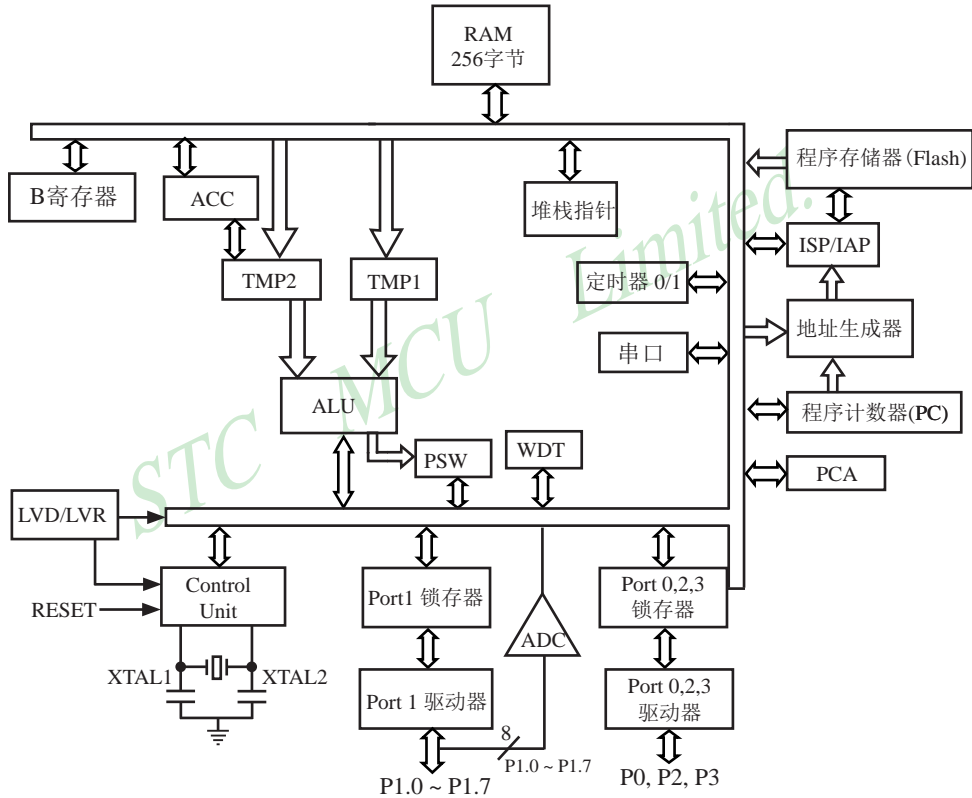 RAM
256字节
程序存储器(Flash)
B寄存器
ACC
堆栈指针
ISP/IAP
TMP2
TMP1
定时器 0/1
地址生成器
串口
ALU
程序计数器(PC)
PSW
WDT
PCA
STC MCU Limited.
LVD/LVR
Control
Unit
RESET
Port1 锁存器
Port 0,2,3
锁存器
ADC
XTAL1
XTAL2
Port 1 驱动器
Port 0,2,3
驱动器
8
P1.0 ~ P1.7
P1.0 ~ P1.7
P0, P2, P3